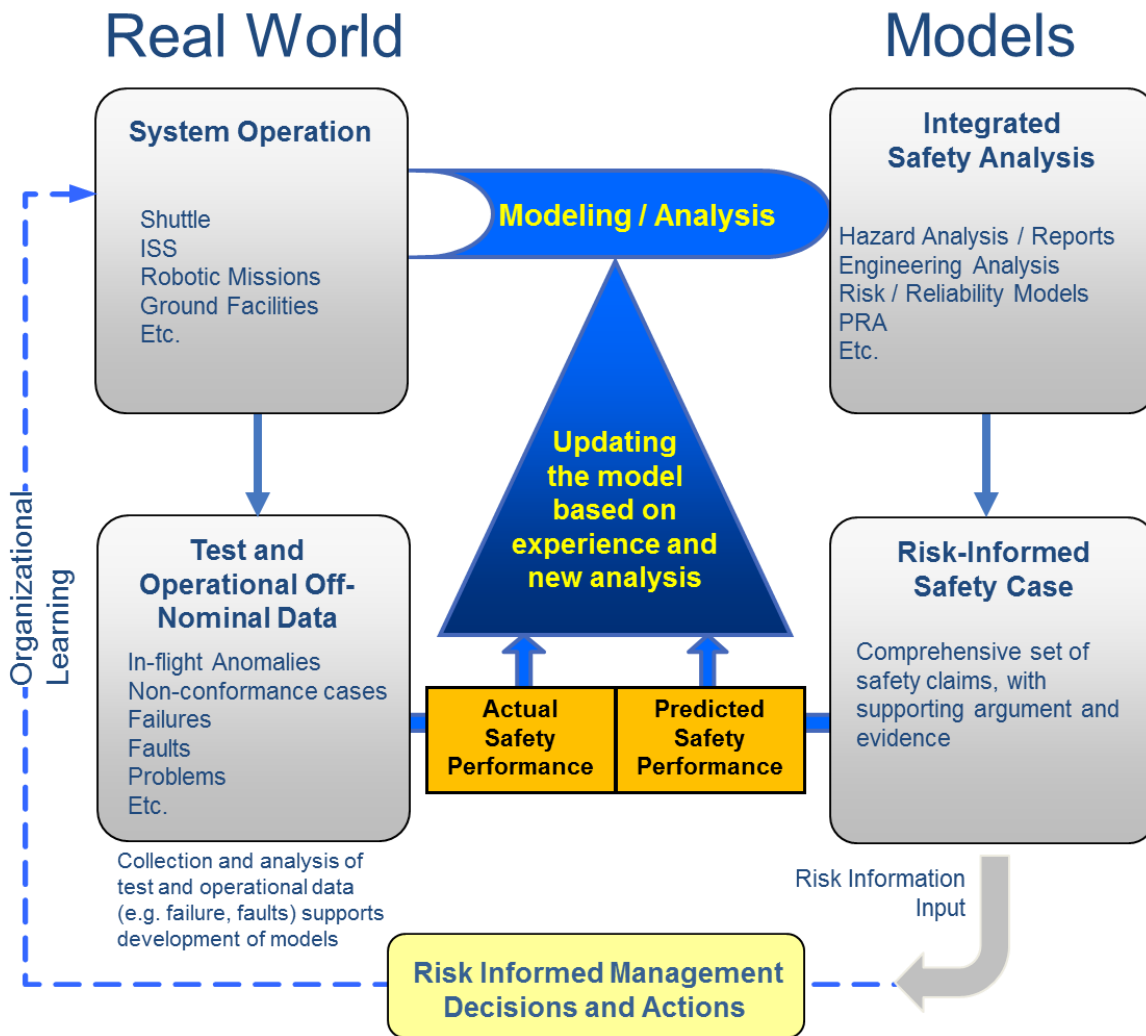 Real World
Models
System Operation
Shuttle
ISS
Robotic Missions
Ground Facilities
Etc.
Modeling / Analysis
Integrated
Safety Analysis
Hazard Analysis / Reports
Engineering Analysis
Risk / Reliability Models
PRA
Etc.
Updating
the model
based on
experience and
new analysis
Organizational
Learning
Test and
Operational Off-
Nominal Data
In-flight Anomalies
Non-conformance cases
Failures
Faults
Problems
Etc.
Actual
Safety
Performance
Predicted
Safety
Performance
Risk-Informed
Safety Case
Comprehensive set of
safety claims, with
supporting argument and
evidence
Collection and analysis of
test and operational data
(e.g. failure, faults) supports
development of models
Risk Information
Input
Risk Informed Management
Decisions and Actions